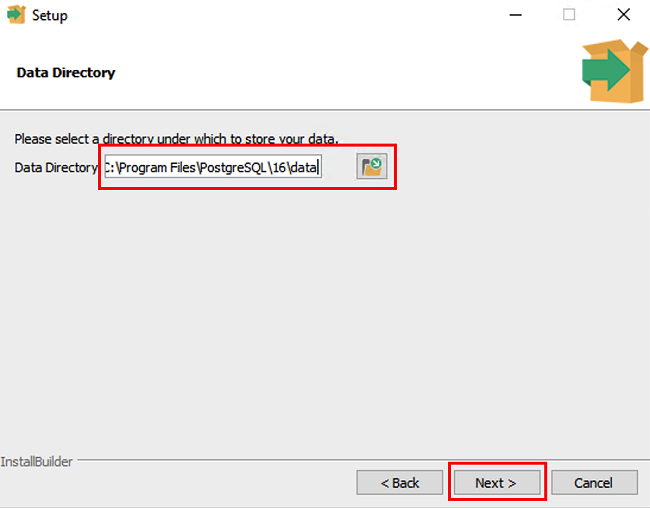 Setup
Data Directory
Please select a directory under which to store your data.
Data Directory C:\Program Files\PostgreSQL\16\data
InstallBuilder
< Back Next > Cancel